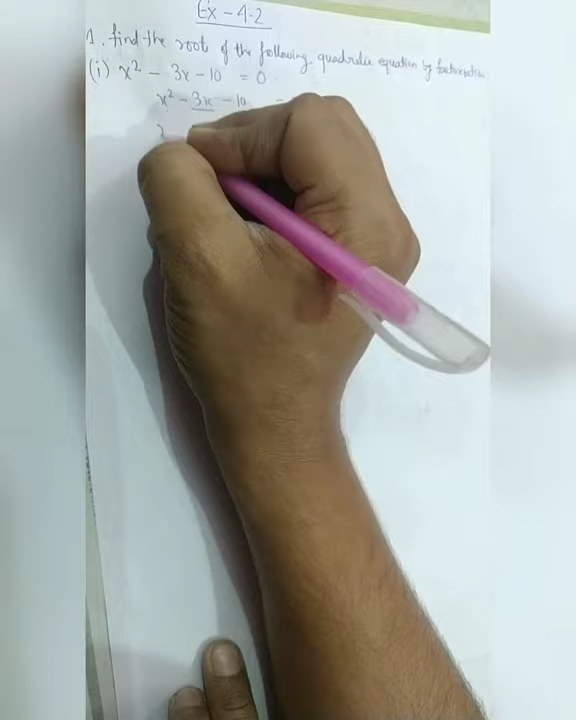 Ex - 4.2
1. find the root of the following quadratic equation by factorisation
(i) x² - 3x - 10 = 0
x² - 3x - 10 =